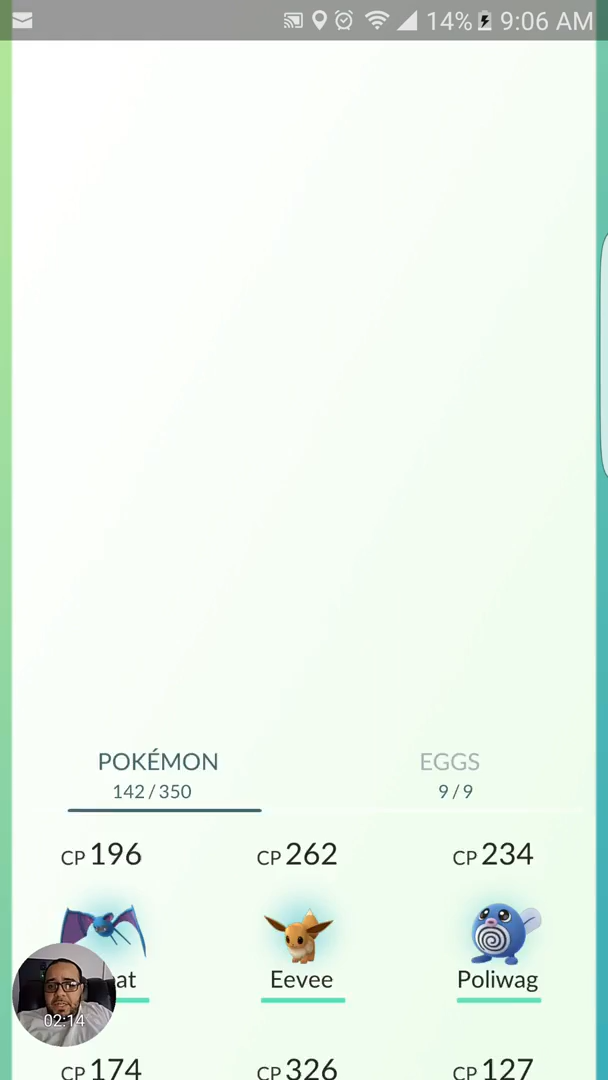 14% 9:06 AM
POKÉMON EGGS
142 / 350 9 / 9
CP 196 CP 262 CP 234
at Eevee Poliwag
02:14
CP 174 CP 326 CP 127